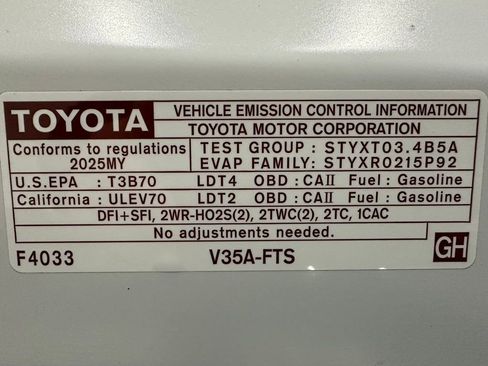 TOYOTA VEHICLE EMISSION CONTROL INFORMATION
TOYOTA MOTOR CORPORATION
Conforms to regulations TEST GROUP : STYXT03.4B5A
2025MY EVAP FAMILY: STYXR0215P92
U.S.EPA : T3B70 LDT4 OBD : CAII Fuel : Gasoline
California : ULEV70 LDT2 OBD : CAII Fuel : Gasoline
DFI+SFI, 2WR-HO2S(2), 2TWC(2), 2TC, 1CAC
No adjustments needed.
F4033 V35A-FTS GH